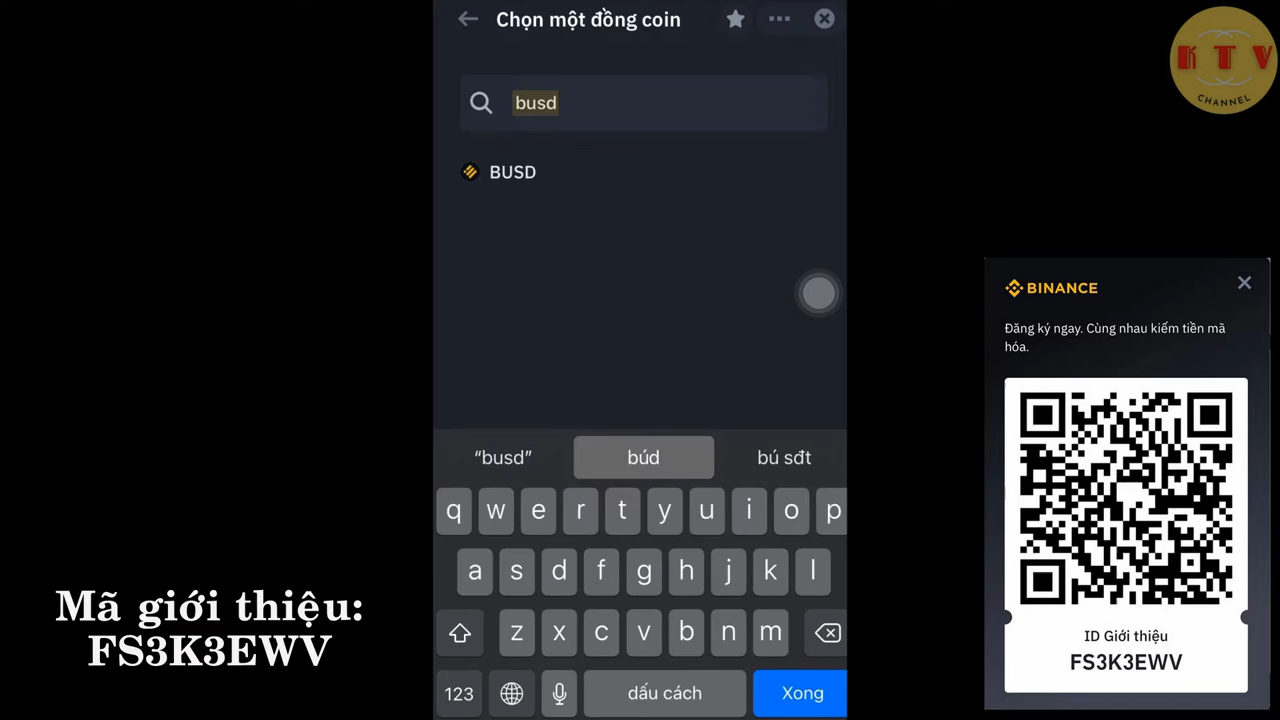 Chọn một đồng coin
busd
BUSD
“busd” búd bú sđt
q w e r t y u i o p
a s d f g h j k l
z x c v b n m
123 dấu cách Xong
Mã giới thiệu:
FS3K3EWV
KTV
CHANNEL
BINANCE
Đăng ký ngay. Cùng nhau kiếm tiền mã
hóa.
ID Giới thiệu
FS3K3EWV